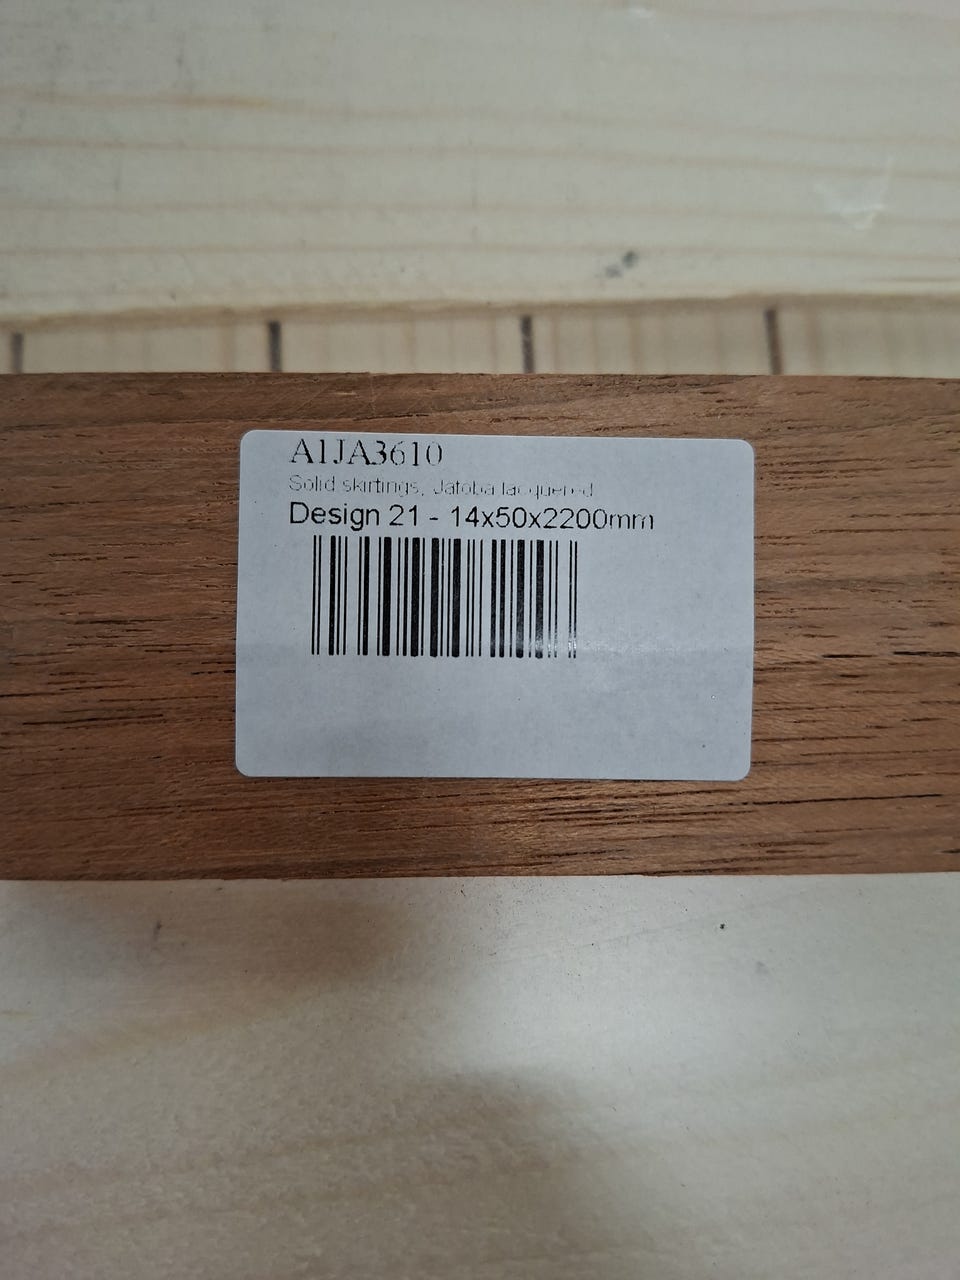 A1JA3610
Solid skirtings, Jatoba lacquered
Design 21 - 14x50x2200mm